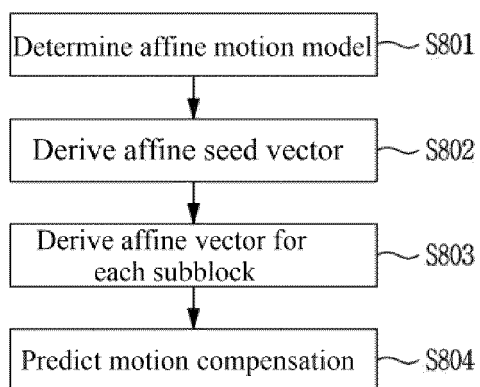 Determine affine motion model S801
Derive affine seed vector S802
Derive affine vector for
each subblock S803
Predict motion compensation S804